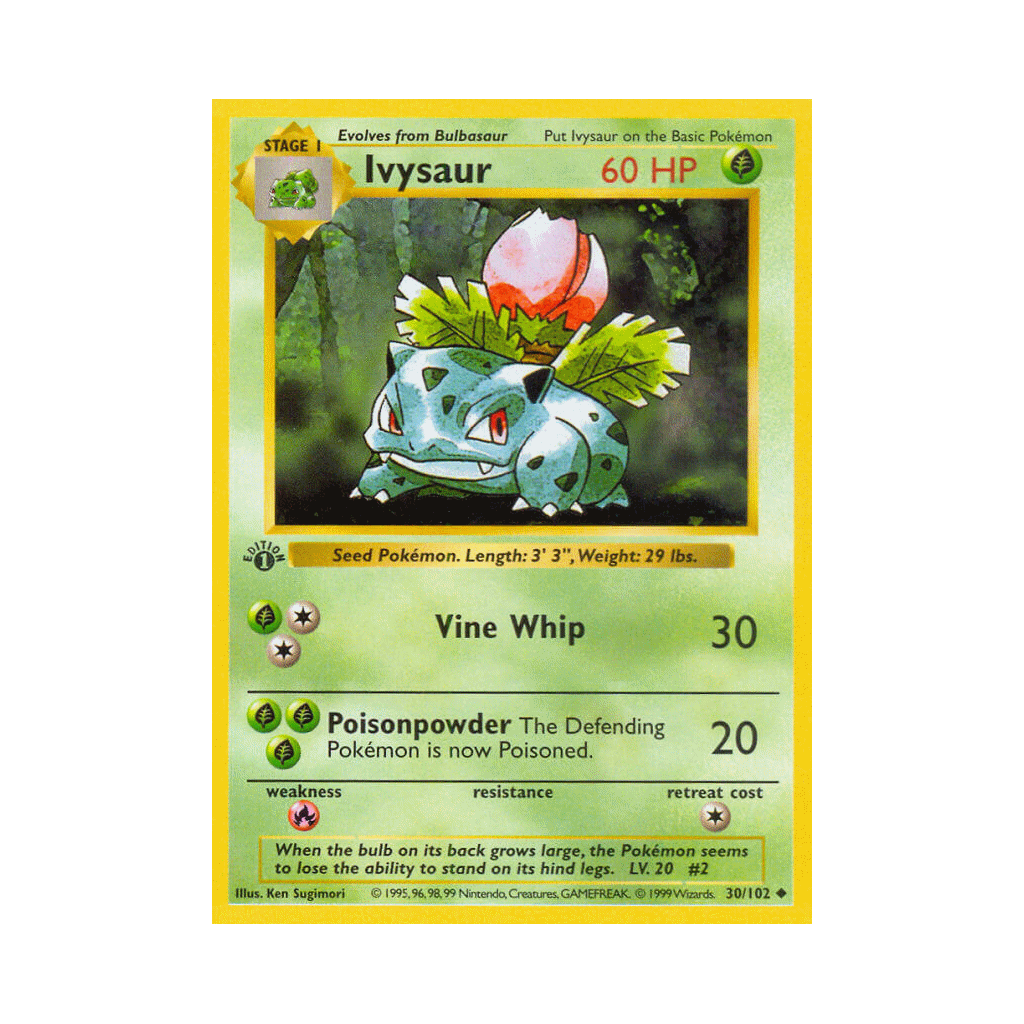 Evolves from Bulbasaur Put Ivysaur on the Basic Pokémon
STAGE 1
Ivysaur 60 HP
EDITION
1
Seed Pokémon. Length: 3' 3", Weight: 29 lbs.
Vine Whip 30
Poisonpowder The Defending
Pokémon is now Poisoned. 20
weakness resistance retreat cost
When the bulb on its back grows large, the Pokémon seems
to lose the ability to stand on its hind legs. LV. 20 #2
Illus. Ken Sugimori © 1995, 96, 98, 99 Nintendo, Creatures, GAMEFREAK. © 1999 Wizards. 30/102 ◆